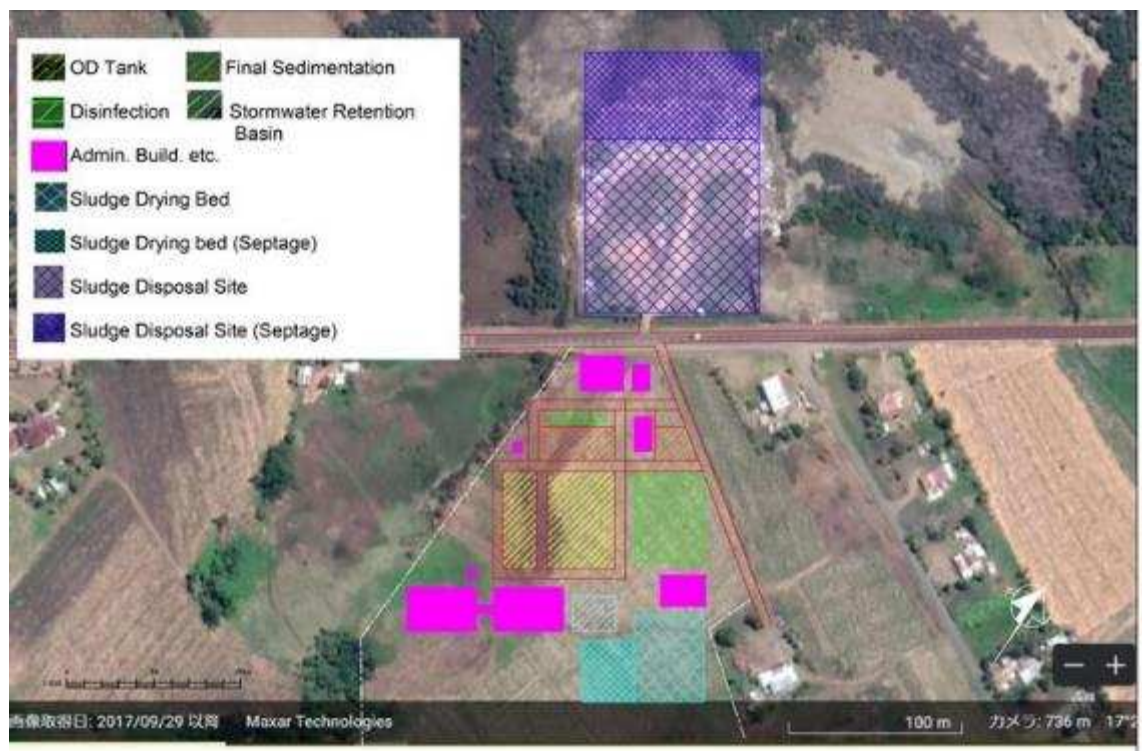 OD Tank
Final Sedimentation
Disinfection
Stormwater Retention
Basin
Admin. Build. etc.
Sludge Drying Bed
Sludge Drying bed (Septage)
Sludge Disposal Site
Sludge Disposal Site (Septage)
画像取得日: 2017/09/29 以降 Maxar Technologies
100 m カメラ: 736 m 17°